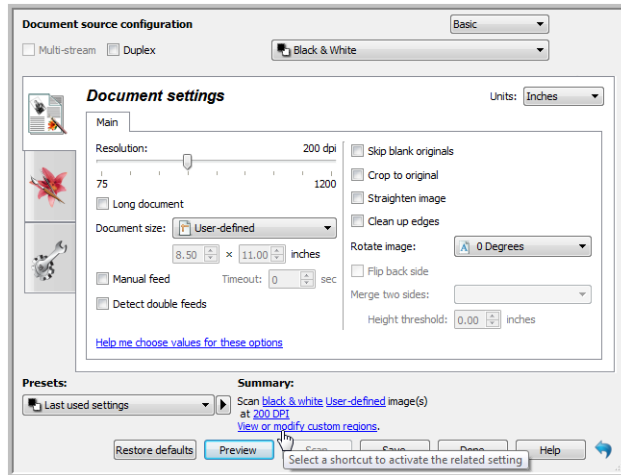 Document source configuration
Basic
Multi-stream
Duplex
Black & White
Document settings
Units: Inches
Main
Resolution: 200 dpi
75 1200
Long document
Document size: User-defined
8.50 × 11.00 inches
Manual feed Timeout: 0 sec
Detect double feeds
Help me choose values for these options
Skip blank originals
Crop to original
Straighten image
Clean up edges
Rotate image: 0 Degrees
Flip back side
Merge two sides:
Height threshold: 0.00 inches
Presets:
Last used settings
Summary:
Scan black & white User-defined image(s)
at 200 DPI
View or modify custom regions.
Restore defaults Preview Scan Save Done Help
Select a shortcut to activate the related setting